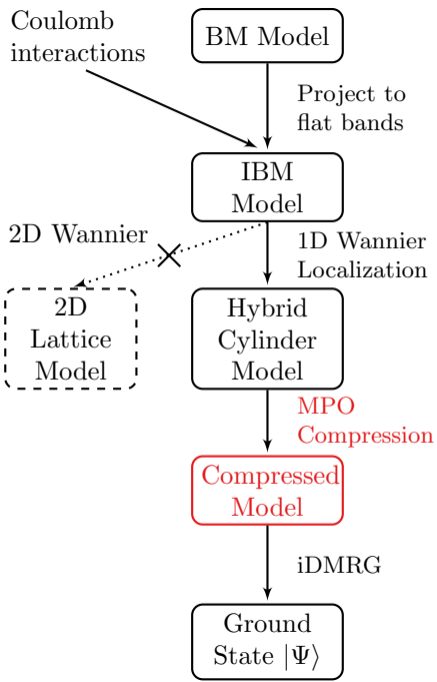 Coulomb
interactions
BM Model
Project to
flat bands
IBM
Model
2D Wannier
1D Wannier
Localization
2D
Lattice
Model
Hybrid
Cylinder
Model
MPO
Compression
Compressed
Model
iDMRG
Ground
State |Ψ⟩